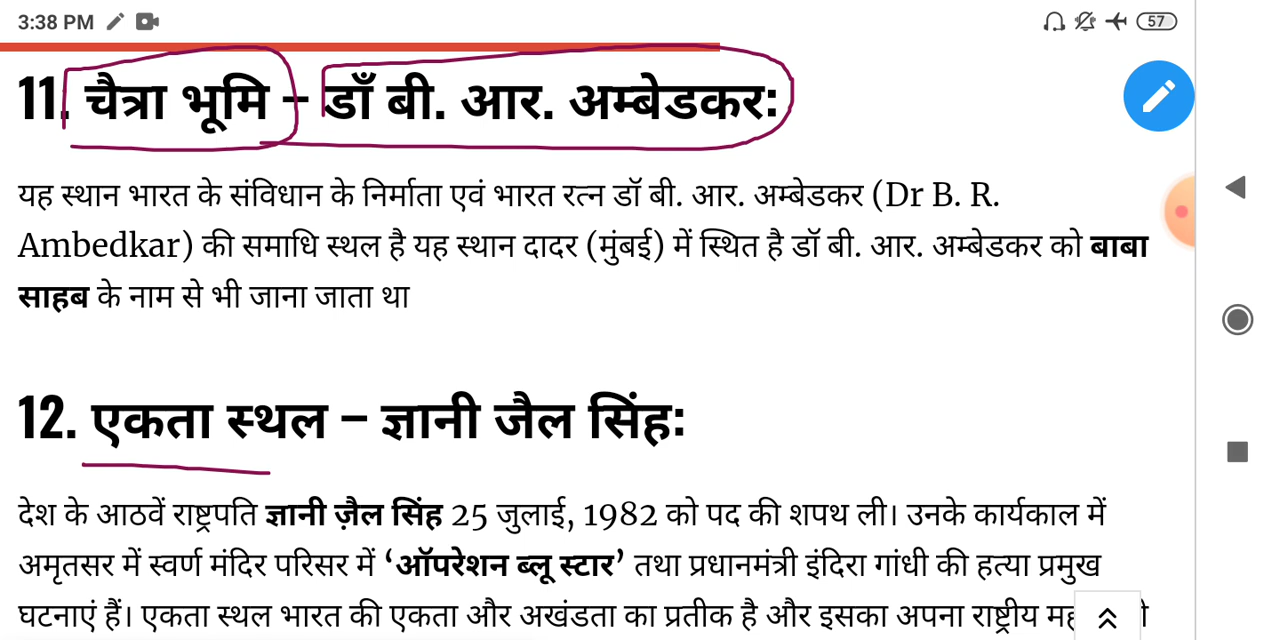 3:38 PM
57
11. चैत्रा भूमि – डाँ बी. आर. अम्बेडकर:
यह स्थान भारत के संविधान के निर्माता एवं भारत रत्न डॉ बी. आर. अम्बेडकर (Dr B. R.
Ambedkar) की समाधि स्थल है यह स्थान दादर (मुंबई) में स्थित है डॉ बी. आर. अम्बेडकर को बाबा
साहब के नाम से भी जाना जाता था
12. एकता स्थल – ज्ञानी जैल सिंह:
देश के आठवें राष्ट्रपति ज्ञानी ज़ैल सिंह 25 जुलाई, 1982 को पद की शपथ ली। उनके कार्यकाल में
अमृतसर में स्वर्ण मंदिर परिसर में ‘ऑपरेशन ब्लू स्टार’ तथा प्रधानमंत्री इंदिरा गांधी की हत्या प्रमुख
घटनाएं हैं। एकता स्थल भारत की एकता और अखंडता का प्रतीक है और इसका अपना राष्ट्रीय